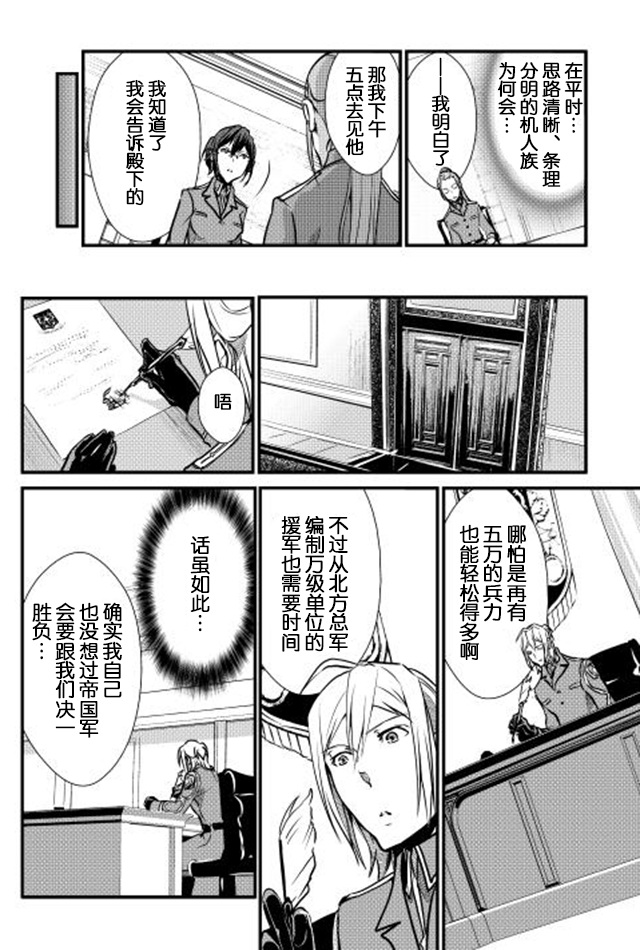 在平时…
思路清晰、条理
分明的机人族
为何会…
——我明白了
那我下午
五点去见他
我知道了
我会告诉殿下的
唔
哪怕是再有
五万的兵力
也能轻松得多啊
不过从北方总军
编制万级单位的
援军也需要时间
话虽如此…
确实我自己
也没想过帝国军
会要跟我们决一
胜负…